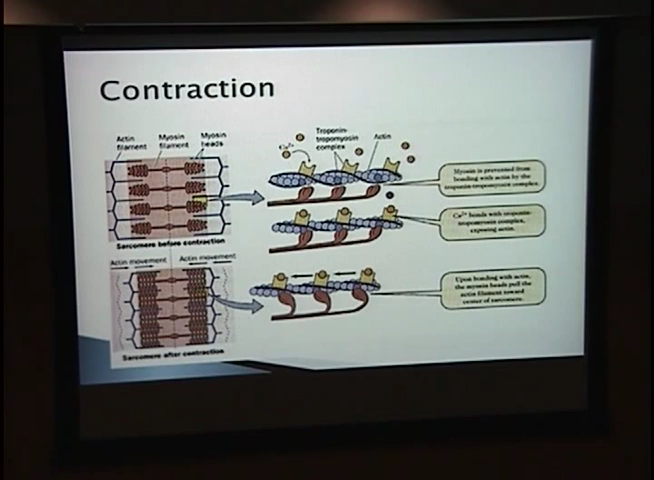 Contraction
Actin
filament
Myosin
filament
Myosin
heads
Troponin-
tropomyosin
complex
Actin
Ca2+
Myosin is prevented from
bonding with actin by the
troponin-tropomyosin complex.
Ca2+ bonds with troponin-
tropomyosin complex,
exposing actin.
Sarcomere before contraction
Actin movement
Actin movement
Upon bonding with actin,
the myosin heads pull the
actin filament toward
center of sarcomere.
Sarcomere after contraction